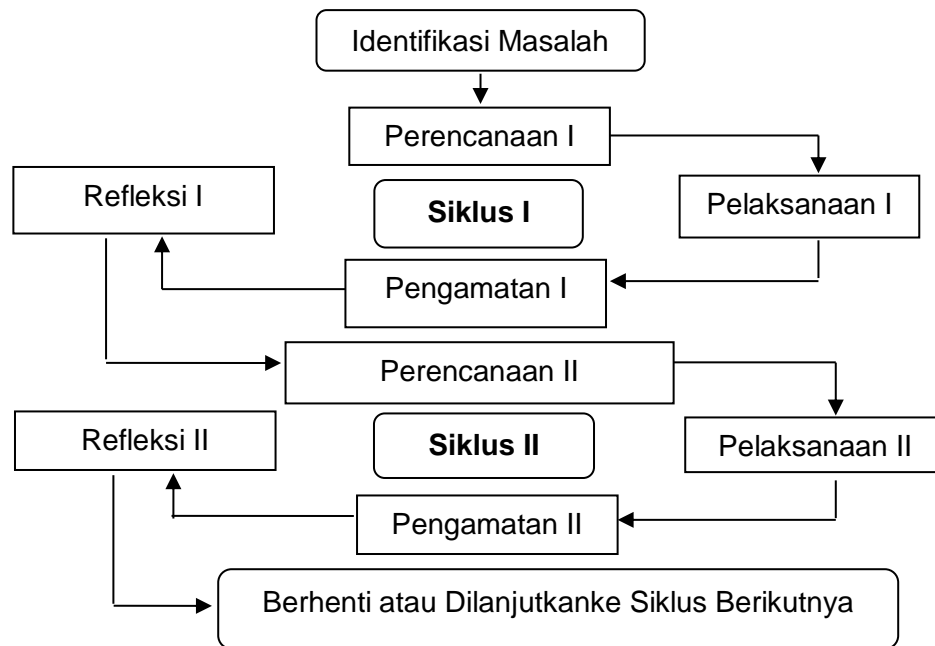 Identifikasi Masalah
Perencanaan I
Refleksi I
Siklus I
Pelaksanaan I
Pengamatan I
Perencanaan II
Refleksi II
Siklus II
Pelaksanaan II
Pengamatan II
Berhenti atau Dilanjutkanke Siklus Berikutnya